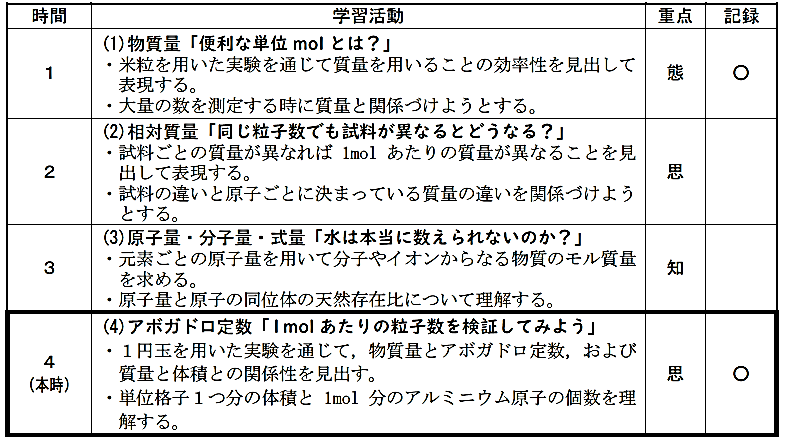 時間 学習活動 重点 記録
1
(1)物質量「便利な単位molとは？」
・米粒を用いた実験を通じて質量を用いることの効率性を見出して
表現する。
・大量の数を測定する時に質量と関係づけようとする。
態 ○
2
(2)相対質量「同じ粒子数でも試料が異なるとどうなる？」
・試料ごとの質量が異なれば 1mol あたりの質量が異なることを見
出して表現する。
・試料の違いと原子ごとに決まっている質量の違いを関係づけよう
とする。
思
3
(3)原子量・分子量・式量「水は本当に数えられないのか？」
・元素ごとの原子量を用いて分子やイオンからなる物質のモル質量
を求める。
・原子量と原子の同位体の天然存在比について理解する。
知
4
(本時)
(4)アボガドロ定数「1molあたりの粒子数を検証してみよう」
・１円玉を用いた実験を通じて，物質量とアボガドロ定数，および
質量と体積との関係性を見出す。
・単位格子１つ分の体積と 1mol 分のアルミニウム原子の個数を理
解する。
思 ○